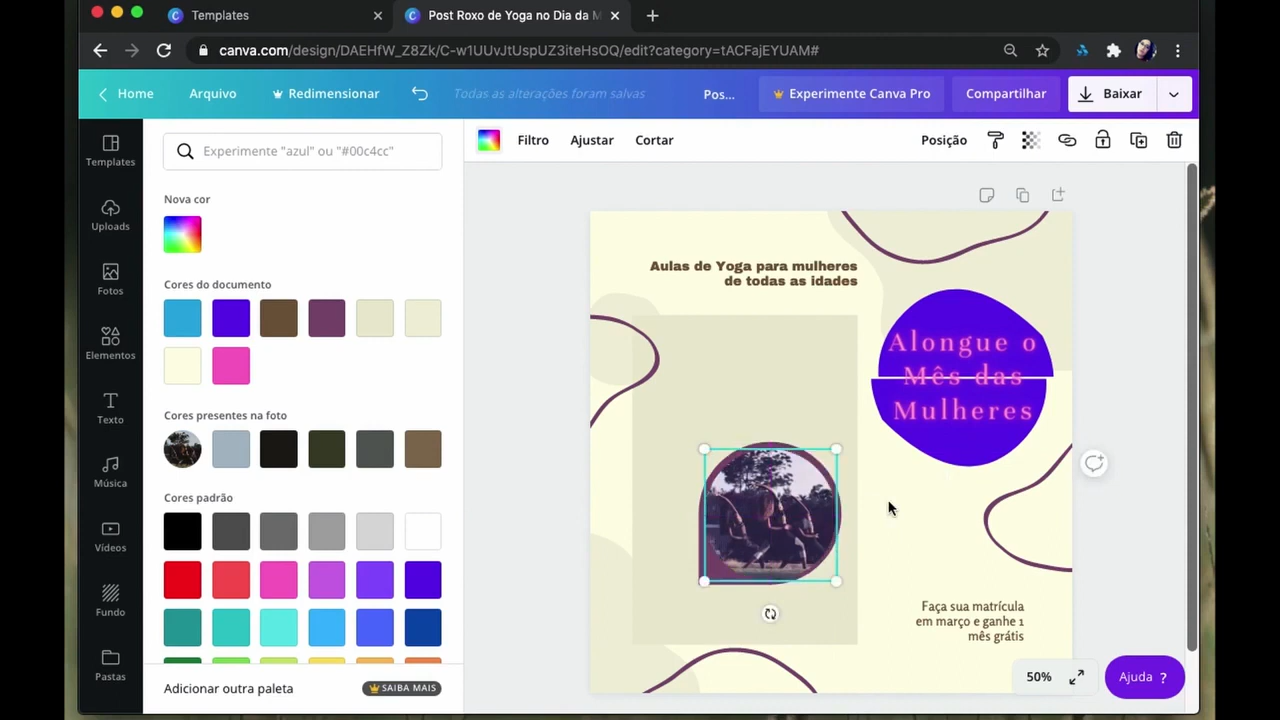 Templates
Post Roxo de Yoga no Dia da M
canva.com/design/DAEHfW_Z8Zk/C-w1UUvJtUspUZ3iteHsOQ/edit?category=tACFajEYUAM#
Home
Arquivo
Redimensionar
Todas as alterações foram salvas
Pos...
Experimente Canva Pro
Compartilhar
Baixar
Templates
Uploads
Fotos
Elementos
Texto
Música
Vídeos
Fundo
Pastas
Experimente "azul" ou "#00c4cc"
Nova cor
Cores do documento
Cores presentes na foto
Cores padrão
Adicionar outra paleta
SAIBA MAIS
Filtro
Ajustar
Cortar
Posição
Aulas de Yoga para mulheres
de todas as idades
Alongue o
Mês das
Mulheres
Faça sua matrícula
em março e ganhe 1
mês grátis
50%
Ajuda ?